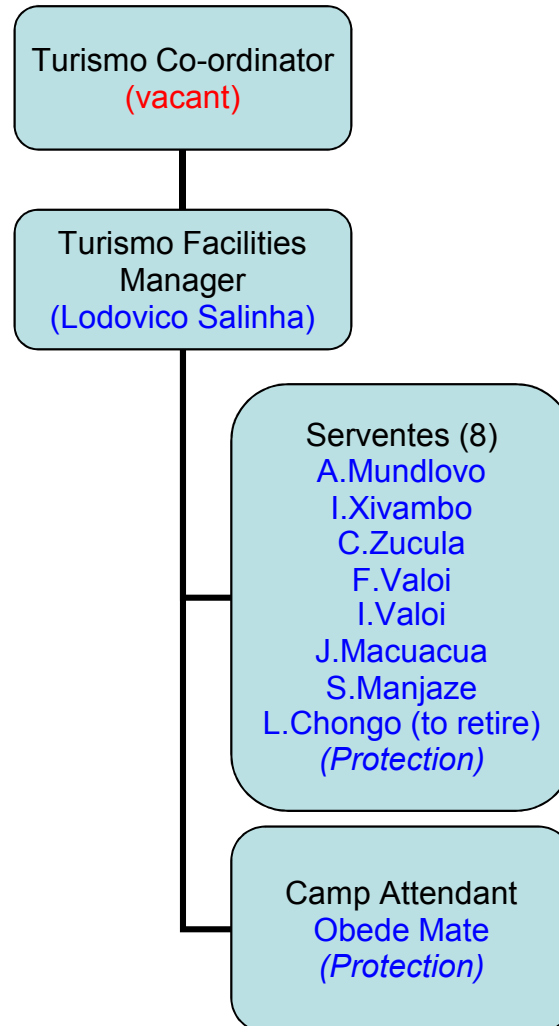 Turismo Co-ordinator
(vacant)
Turismo Facilities
Manager
(Lodovico Salinha)
Serventes (8)
A.Mundlovo
I.Xivambo
C.Zucula
F.Valoi
I.Valoi
J.Macuacua
S.Manjaze
L.Chongo (to retire)
(Protection)
Camp Attendant
Obede Mate
(Protection)